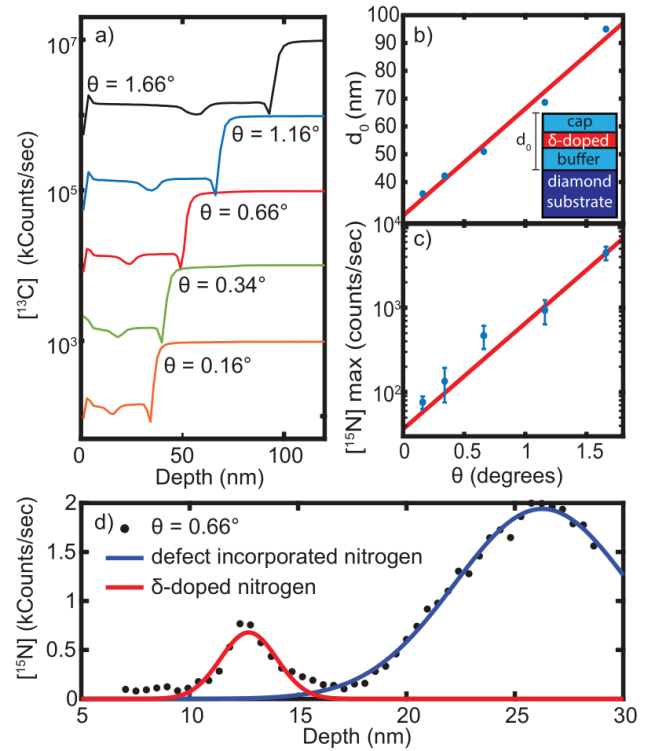 a)
10⁷
10⁵
10³
[¹³C] (kCounts/sec)
θ = 1.66°
θ = 1.16°
θ = 0.66°
θ = 0.34°
θ = 0.16°
0
50
100
Depth (nm)
b)
100
90
80
70
60
50
40
d₀ (nm)
d₀
cap
δ-doped
buffer
diamond
substrate
c)
10⁴
10³
10²
[¹⁵N] max (counts/sec)
0
0.5
1
1.5
θ (degrees)
d)
2
1.5
1
0.5
0
[¹⁵N] (kCounts/sec)
θ = 0.66°
defect incorporated nitrogen
δ-doped nitrogen
5
10
15
20
25
30
Depth (nm)